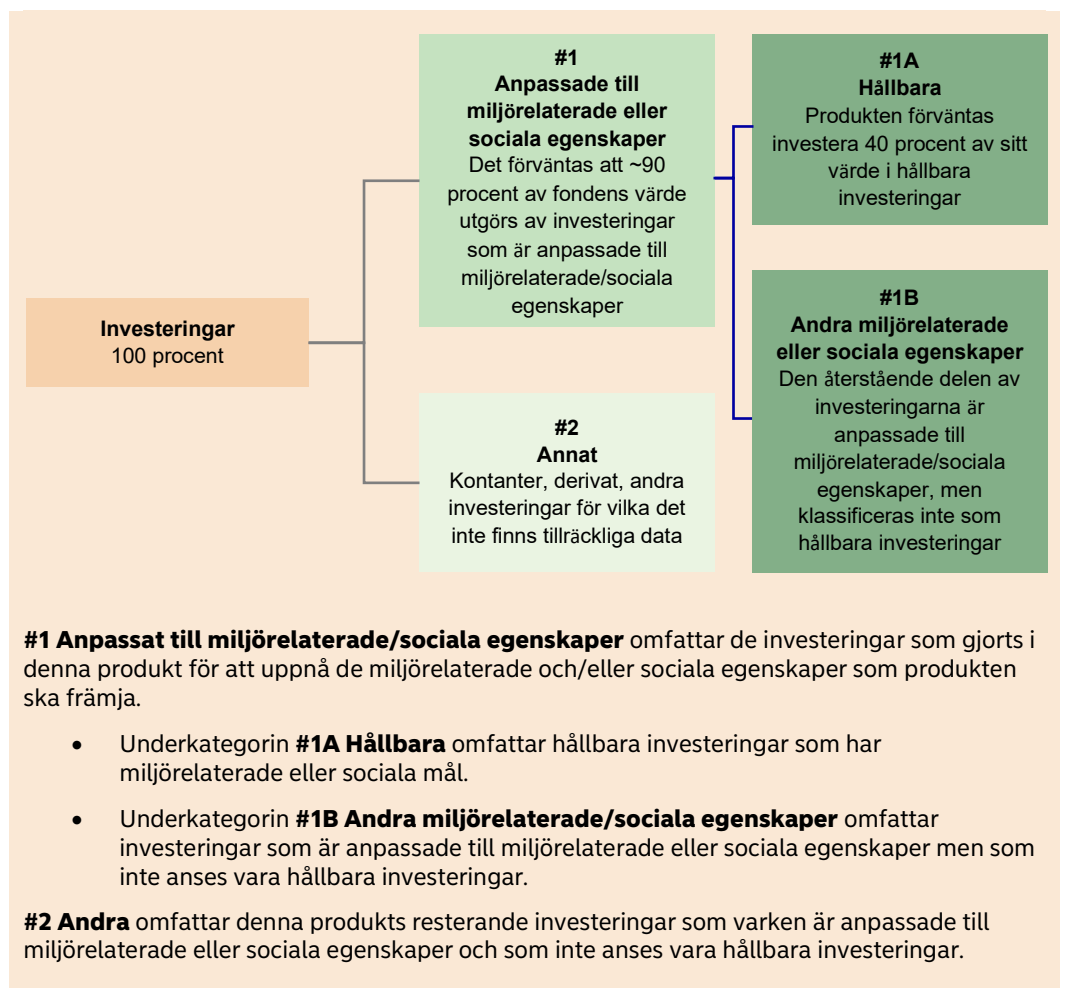 Investeringar
100 procent
#1
Anpassade till
miljörelaterade eller
sociala egenskaper
Det förväntas att ~90
procent av fondens värde
utgörs av investeringar
som är anpassade till
miljörelaterade/sociala
egenskaper
#2
Annat
Kontanter, derivat, andra
investeringar för vilka det
inte finns tillräckliga data
#1A
Hållbara
Produkten förväntas
investera 40 procent av sitt
värde i hållbara
investeringar
#1B
Andra miljörelaterade
eller sociala egenskaper
Den återstående delen av
investeringarna är
anpassade till
miljörelaterade/sociala
egenskaper, men
klassificeras inte som
hållbara investeringar
#1 Anpassat till miljörelaterade/sociala egenskaper omfattar de investeringar som gjorts i
denna produkt för att uppnå de miljörelaterade och/eller sociala egenskaper som produkten
ska främja.
• Underkategorin #1A Hållbara omfattar hållbara investeringar som har
miljörelaterade eller sociala mål.
• Underkategorin #1B Andra miljörelaterade/sociala egenskaper omfattar
investeringar som är anpassade till miljörelaterade eller sociala egenskaper men som
inte anses vara hållbara investeringar.
#2 Andra omfattar denna produkts resterande investeringar som varken är anpassade till
miljörelaterade eller sociala egenskaper och som inte anses vara hållbara investeringar.